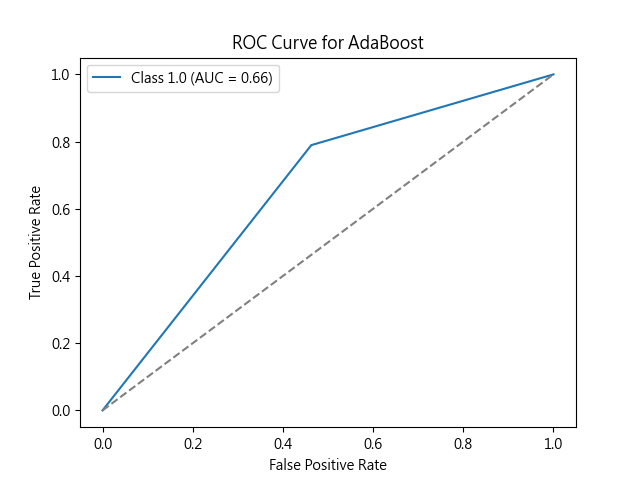 ROC Curve for AdaBoost
Class 1.0 (AUC = 0.66)
True Positive Rate
1.0
0.8
0.6
0.4
0.2
0.0
0.0 0.2 0.4 0.6 0.8 1.0
False Positive Rate